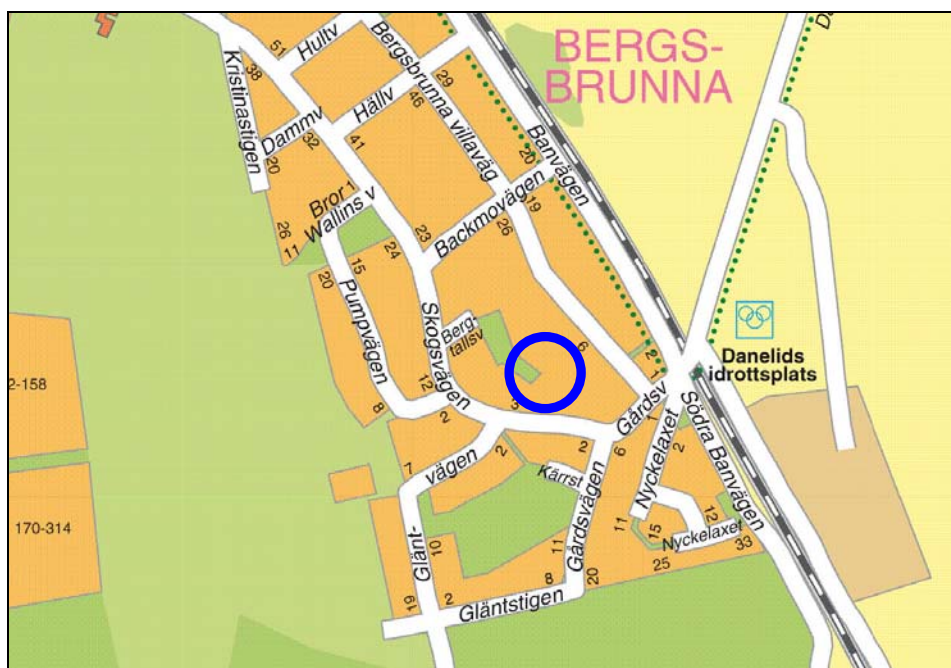 BERGS-
BRUNNA
51
Hultv
38
Kristinastigen
Bergsbrunna villaväg
29
46
Hällv
Dammv
32
41
20
Banvägen
20
19
Bror
1
Wallins v
26
11
Backmovägen
26
23
24
15
20
Pumpvägen
Skogsvägen
Berg-
tallsv
6
2
1
Danelids
idrottsplats
2-158
12
8
2
3
Gårdsv
1
Södra Banvägen
2
6
2
2
7
vägen
Kärrst
Nyckelaxet
Gårdsvägen
170-314
11
15
12
Nyckelaxet
33
Glänt-
10
11
25
8
20
19
2
Gläntstigen